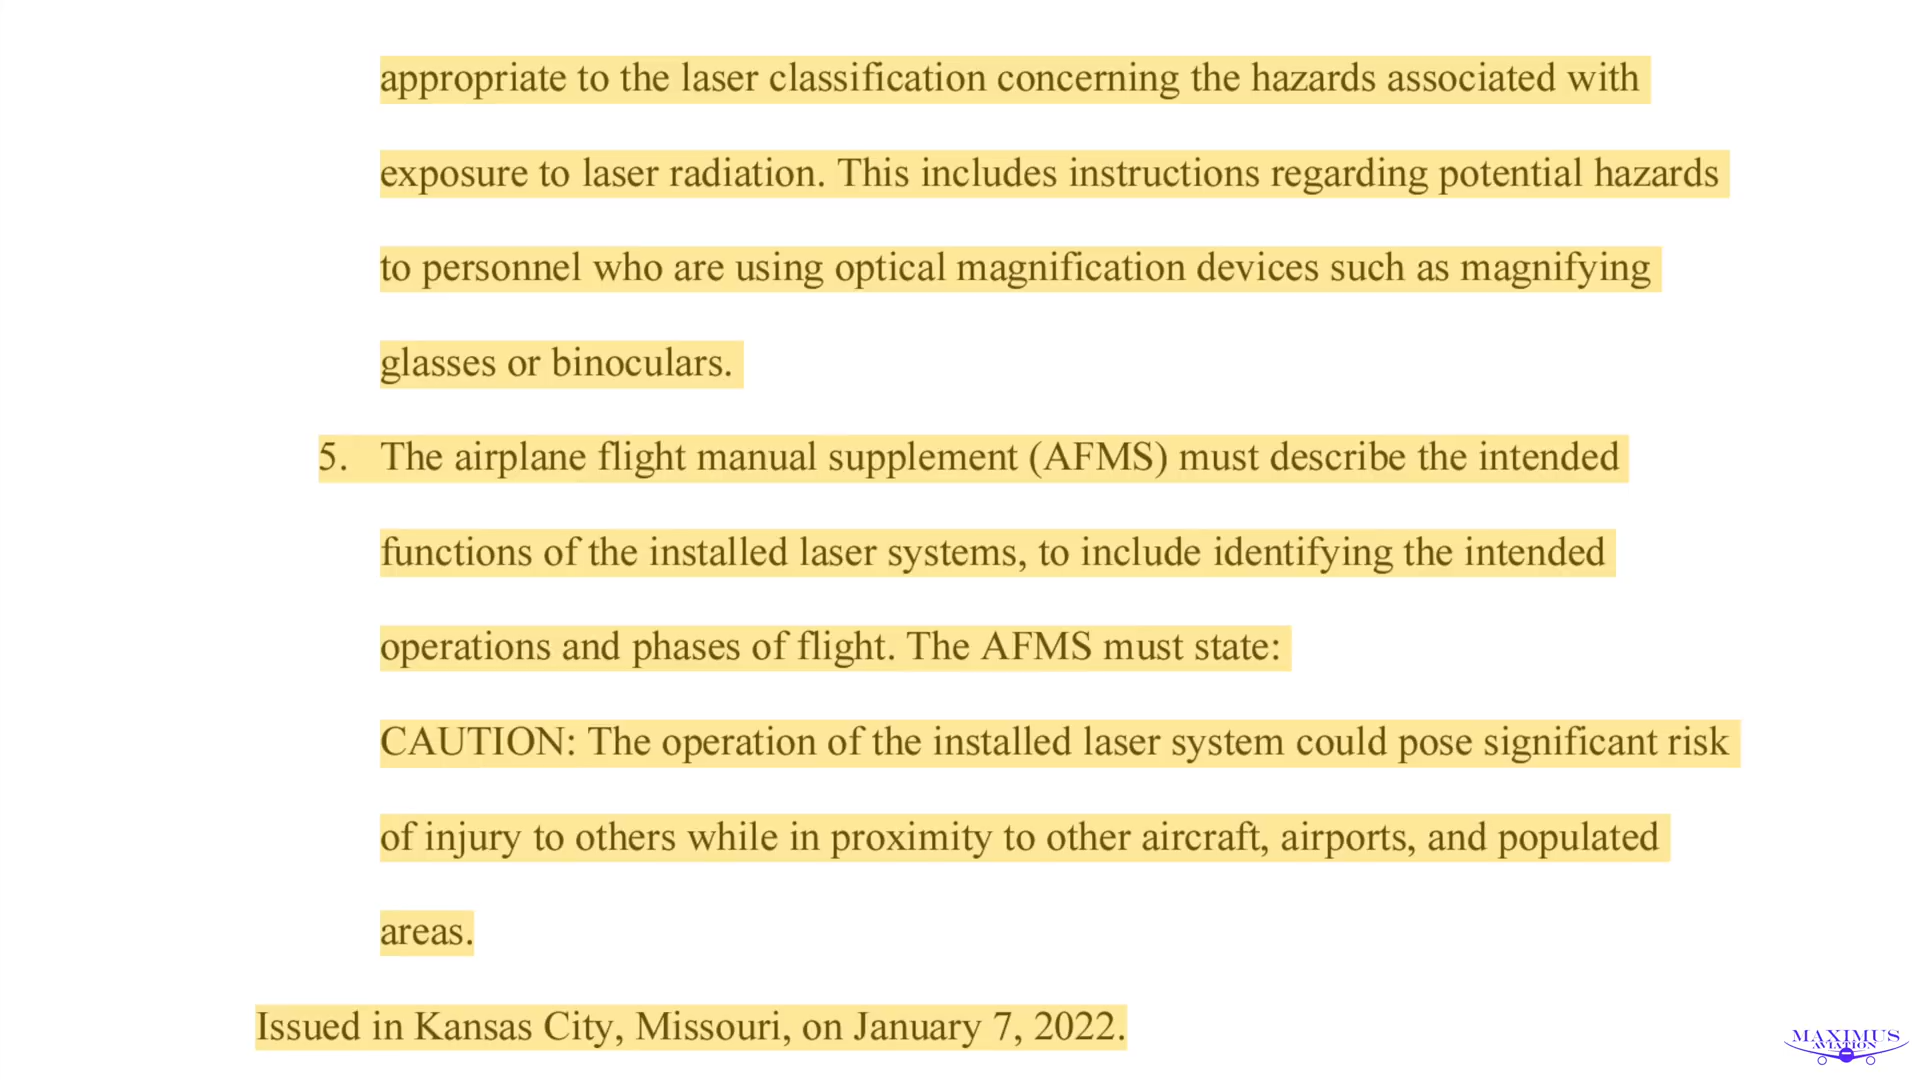 appropriate to the laser classification concerning the hazards associated with
exposure to laser radiation. This includes instructions regarding potential hazards
to personnel who are using optical magnification devices such as magnifying
glasses or binoculars.
5. The airplane flight manual supplement (AFMS) must describe the intended
functions of the installed laser systems, to include identifying the intended
operations and phases of flight. The AFMS must state:
CAUTION: The operation of the installed laser system could pose significant risk
of injury to others while in proximity to other aircraft, airports, and populated
areas.
Issued in Kansas City, Missouri, on January 7, 2022.
MAXIMUS
AVIATION